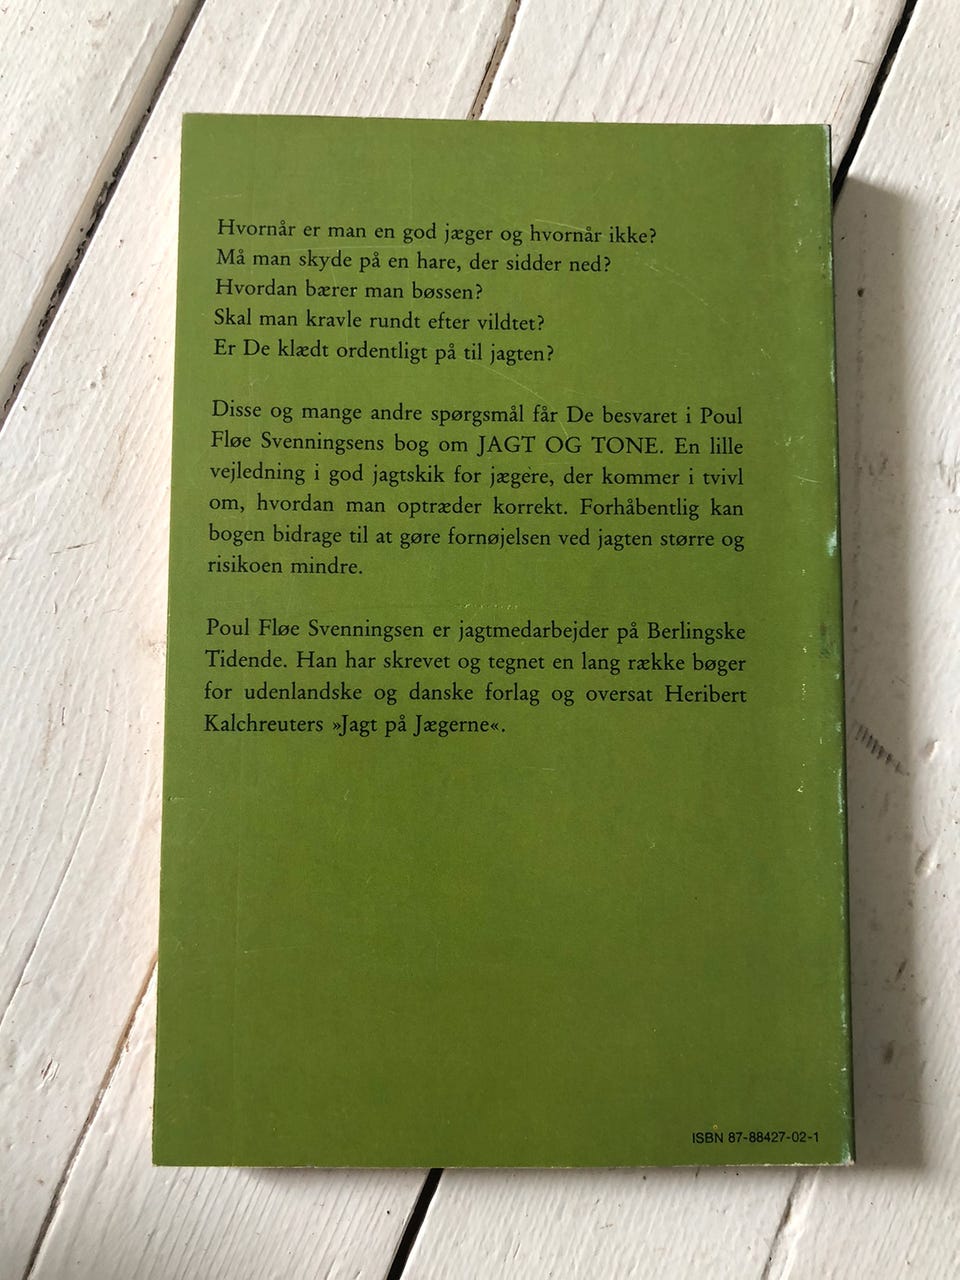 Hvornår er man en god jæger og hvornår ikke?
Må man skyde på en hare, der sidder ned?
Hvordan bærer man bøssen?
Skal man kravle rundt efter vildtet?
Er De klædt ordentligt på til jagten?
Disse og mange andre spørgsmål får De besvaret i Poul
Fløe Svenningsens bog om JAGT OG TONE. En lille
vejledning i god jagtskik for jægere, der kommer i tvivl
om, hvordan man optræder korrekt. Forhåbentlig kan
bogen bidrage til at gøre fornøjelsen ved jagten større og
risikoen mindre.
Poul Fløe Svenningsen er jagtmedarbejder på Berlingske
Tidende. Han har skrevet og tegnet en lang række bøger
for udenlandske og danske forlag og oversat Heribert
Kalchreuters »Jagt på Jægerne«.
ISBN 87-88427-02-1